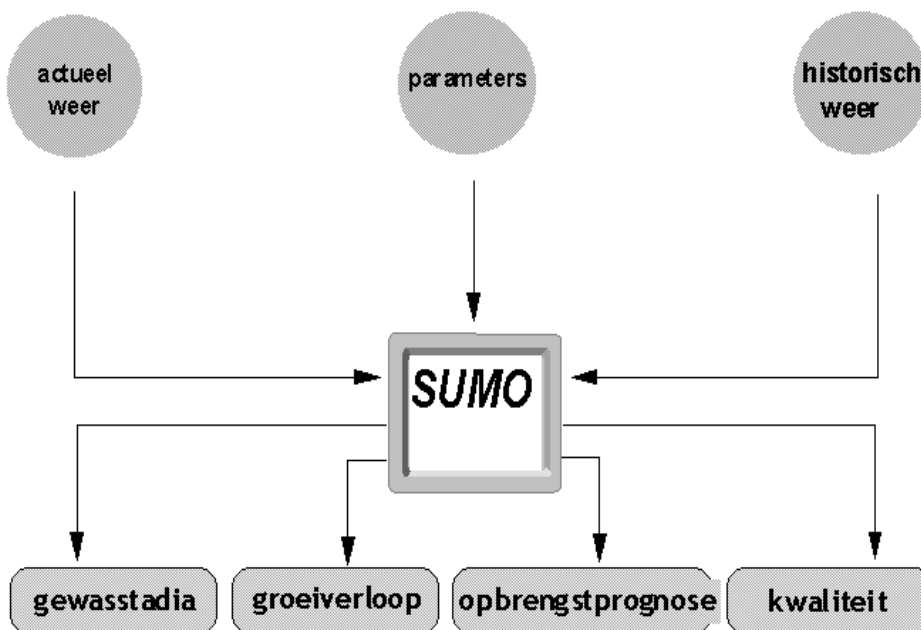 actueel
weer
parameters
historisch
weer
SUMO
gewasstadia
groeiverloop
opbrengstprognose
kwaliteit